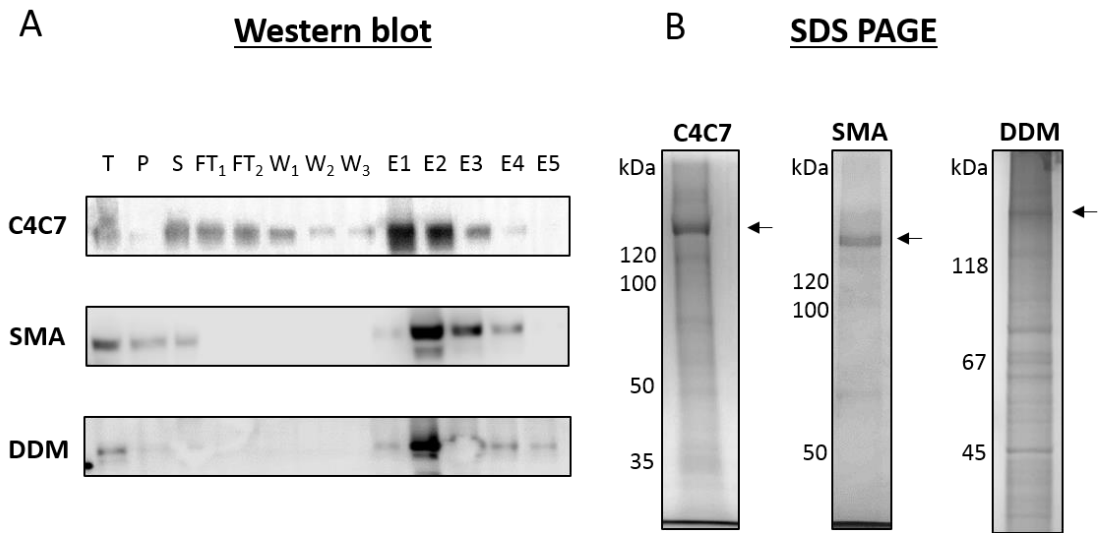 A
Western blot
T P S FT₁ FT₂ W₁ W₂ W₃ E1 E2 E3 E4 E5
C4C7
SMA
DDM
B
SDS PAGE
C4C7
kDa
120
100
50
35
SMA
kDa
120
100
50
DDM
kDa
118
67
45